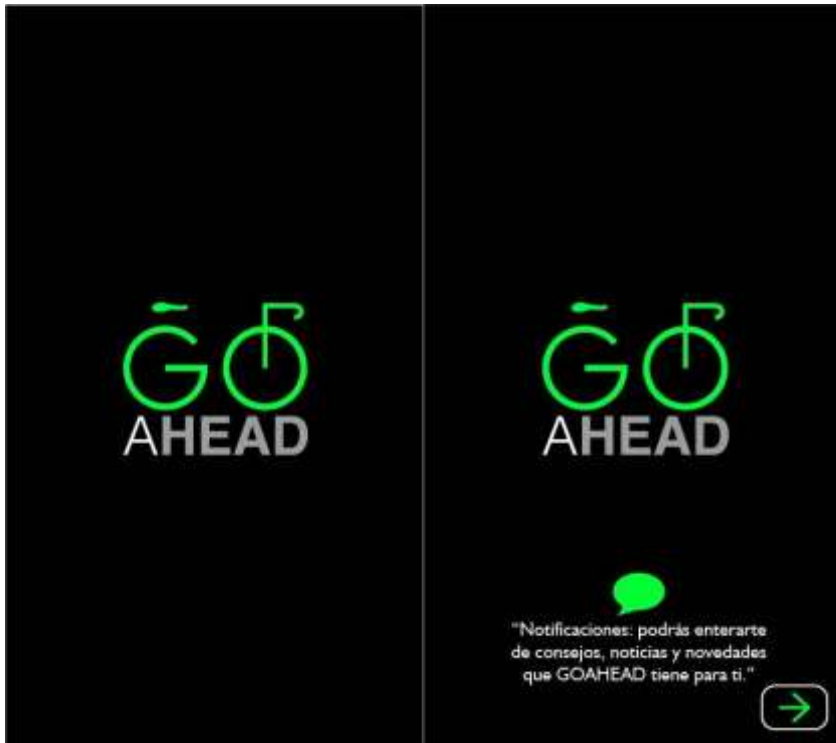 GO
AHEAD
GO
AHEAD
"Notificaciones: podrás enterarte
de consejos, noticias y novedades
que GOAHEAD tiene para ti."